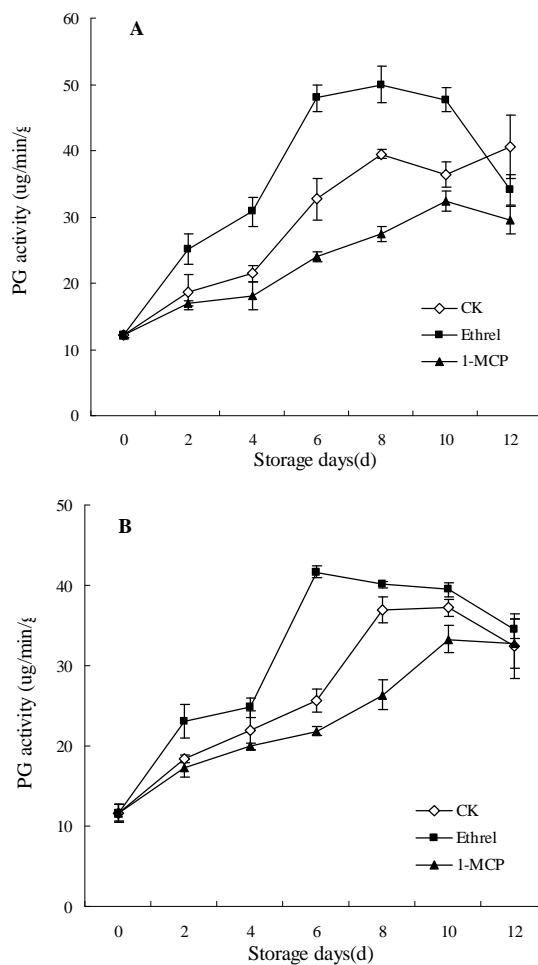 A
60
50
40
30
20
10
0
PG activity (ug/min/g
0 2 4 6 8 10 12
Storage days(d)
CK
Ethrel
1-MCP
B
50
40
30
20
10
0
PG activity (ug/min/g
0 2 4 6 8 10 12
Storage days(d)
CK
Ethrel
1-MCP